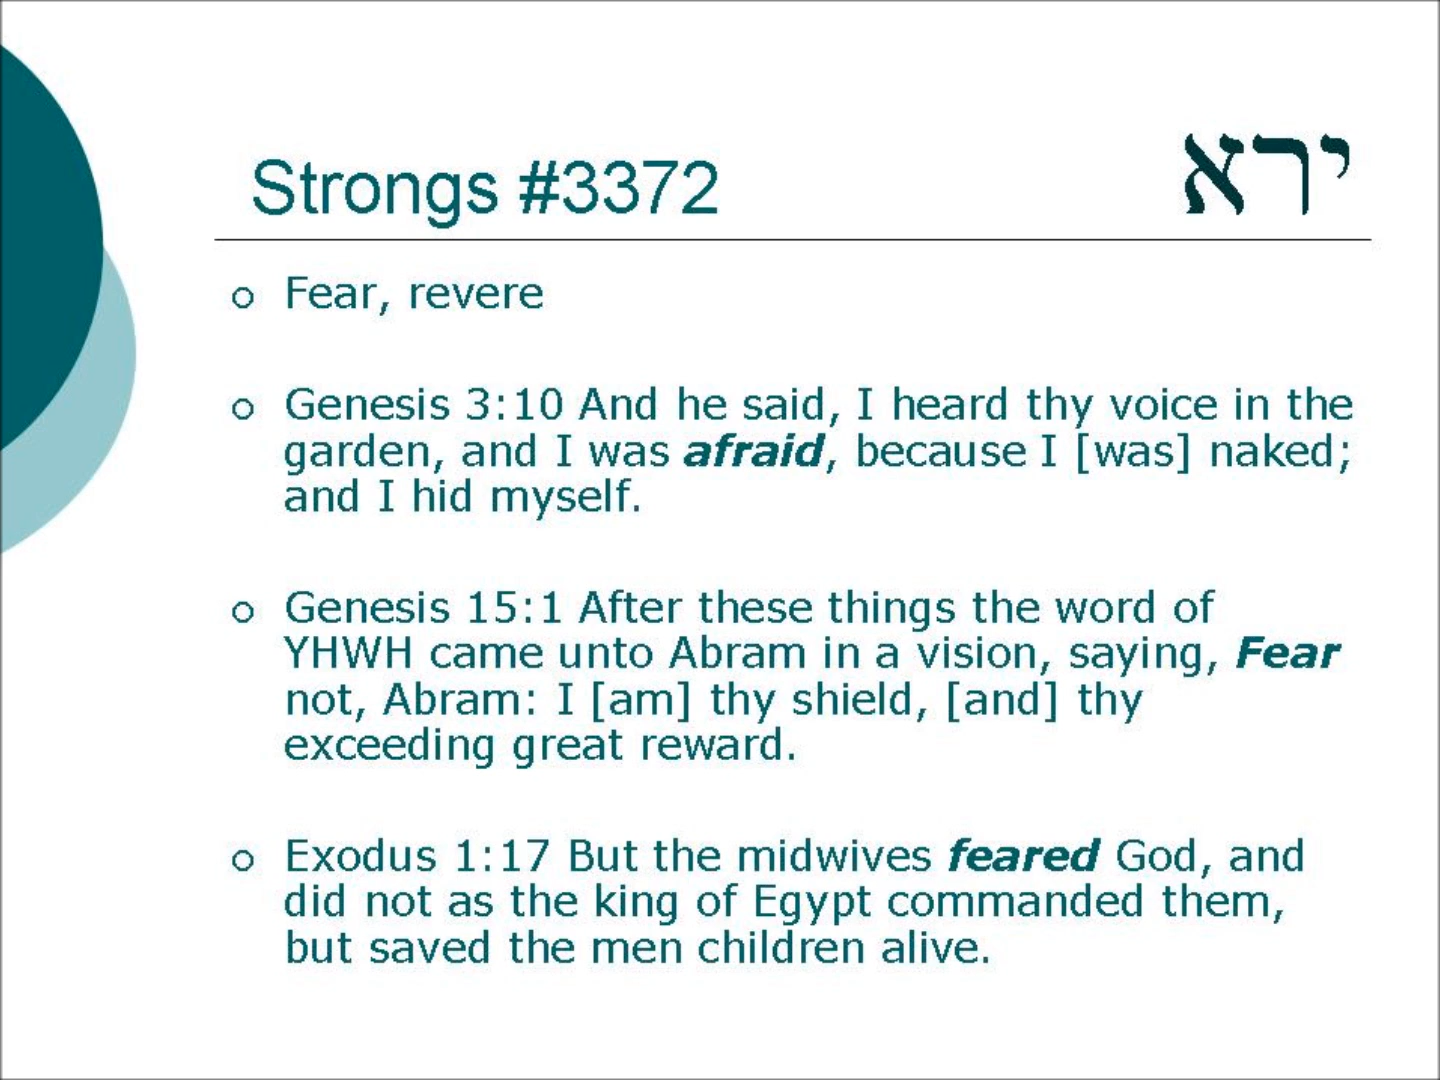 Strongs #3372
ירא
Fear, revere
Genesis 3:10 And he said, I heard thy voice in the
garden, and I was afraid, because I [was] naked;
and I hid myself.
Genesis 15:1 After these things the word of
YHWH came unto Abram in a vision, saying, Fear
not, Abram: I [am] thy shield, [and] thy
exceeding great reward.
Exodus 1:17 But the midwives feared God, and
did not as the king of Egypt commanded them,
but saved the men children alive.